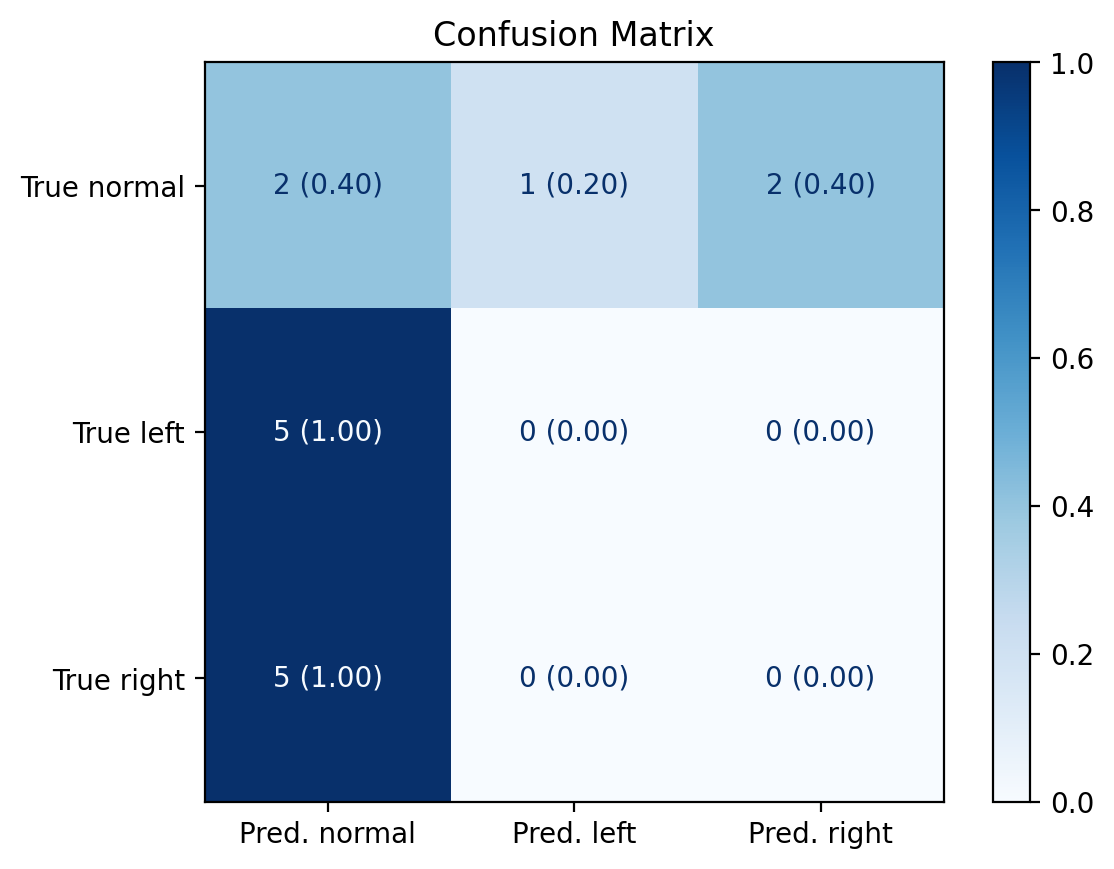 Confusion Matrix
True normal
2 (0.40)
1 (0.20)
2 (0.40)
True left
5 (1.00)
0 (0.00)
0 (0.00)
True right
5 (1.00)
0 (0.00)
0 (0.00)
Pred. normal
Pred. left
Pred. right
1.0
0.8
0.6
0.4
0.2
0.0